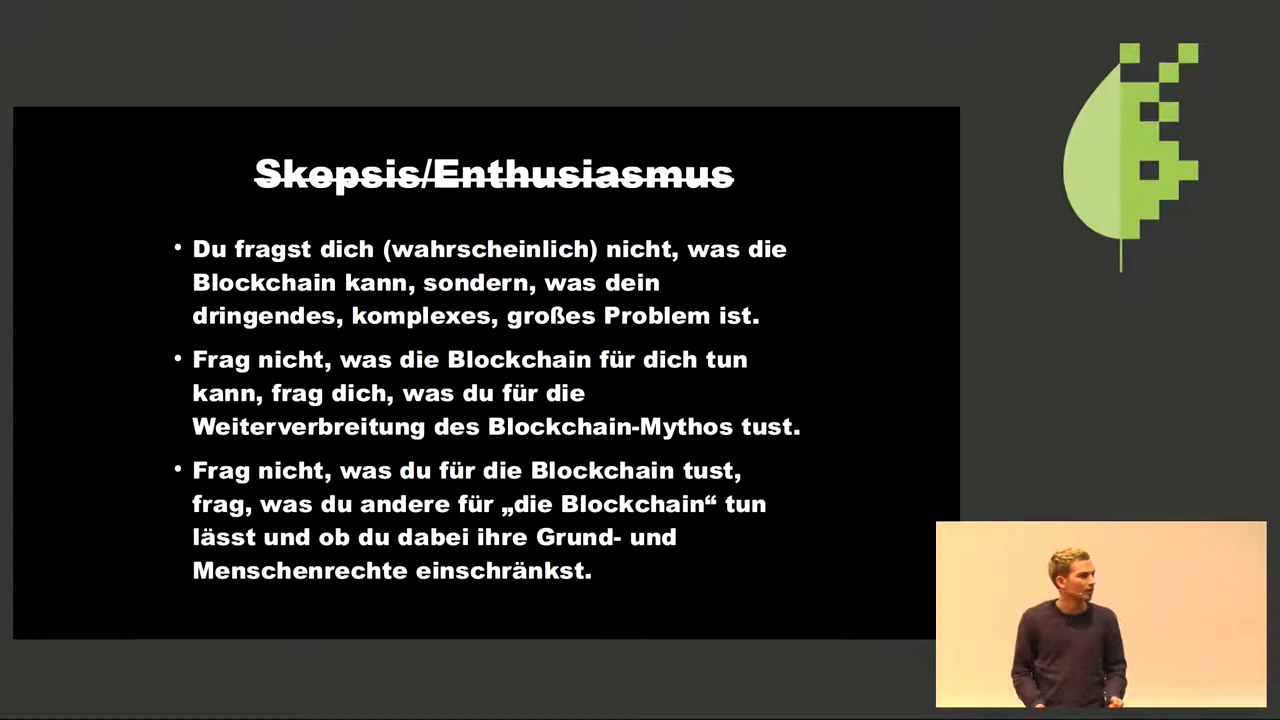 Skepsis/Enthusiasmus
• Du fragst dich (wahrscheinlich) nicht, was die
Blockchain kann, sondern, was dein
dringendes, komplexes, großes Problem ist.
• Frag nicht, was die Blockchain für dich tun
kann, frag dich, was du für die
Weiterverbreitung des Blockchain-Mythos tust.
• Frag nicht, was du für die Blockchain tust,
frag, was du andere für „die Blockchain“ tun
lässt und ob du dabei ihre Grund- und
Menschenrechte einschränkst.